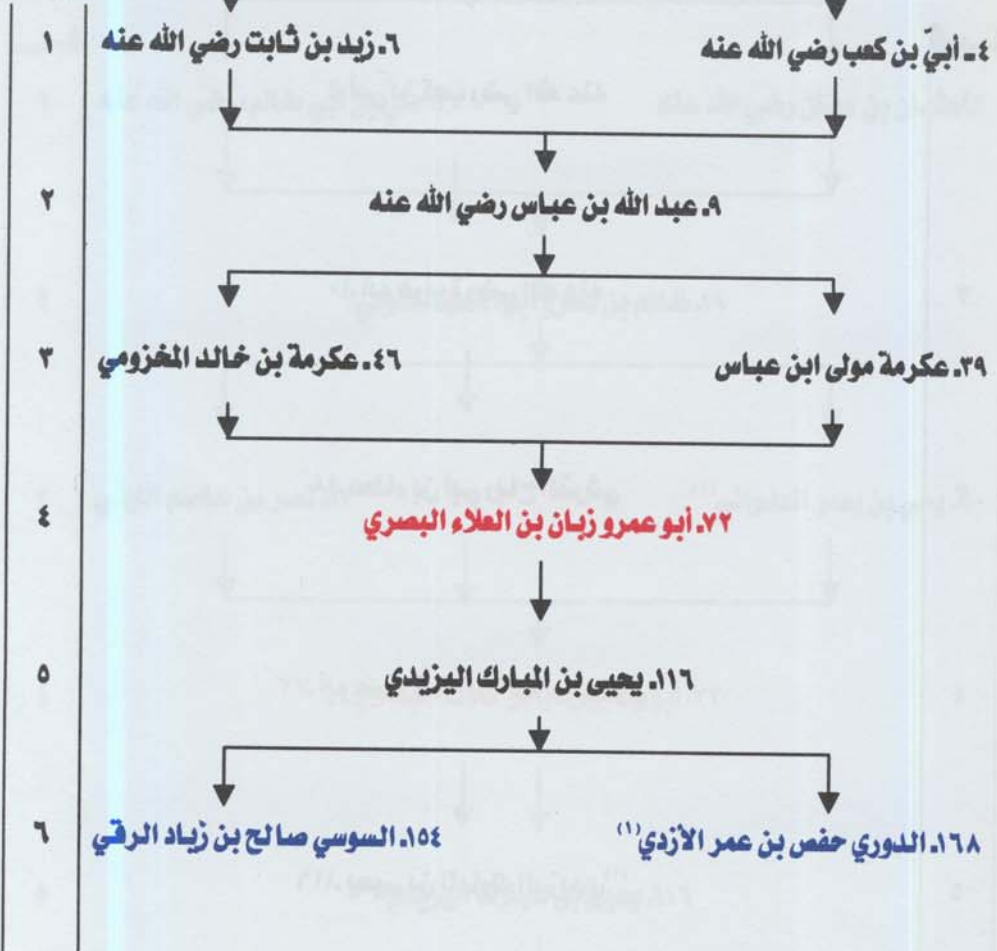 ٤ـ أبيّ بن كعب رضي الله عنه ٦ـ زيد بن ثابت رضي الله عنه ١
٩ـ عبد الله بن عباس رضي الله عنه ٢
٣٩ـ عكرمة مولى ابن عباس ٤٦ـ عكرمة بن خالد المخزومي ٣
٧٢ـ أبو عمرو زبان بن العلاء البصري ٤
١١٦ـ يحيى بن المبارك اليزيدي ٥
١٦٨ـ الدوري حفص بن عمر الأزدي(١) ١٥٤ـ السوسي صالح بن زياد الرقي ٦